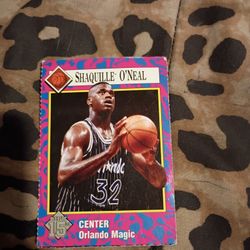 SHAQUILLE O'NEAL
32
CENTER
Orlando Magic